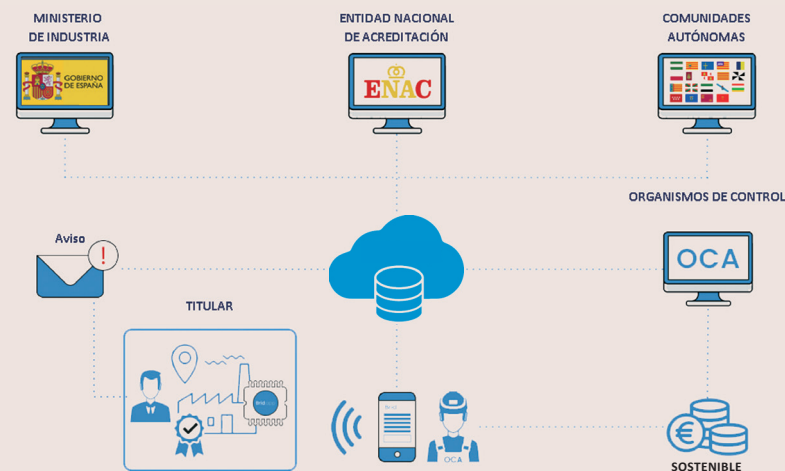 MINISTERIO
DE INDUSTRIA
ENTIDAD NACIONAL
DE ACREDITACIÓN
COMUNIDADES
AUTÓNOMAS
GOBIERNO
DE ESPAÑA
ENAC
ORGANISMOS DE CONTROL
Aviso
!
OCA
TITULAR
OCA
€
SOSTENIBLE